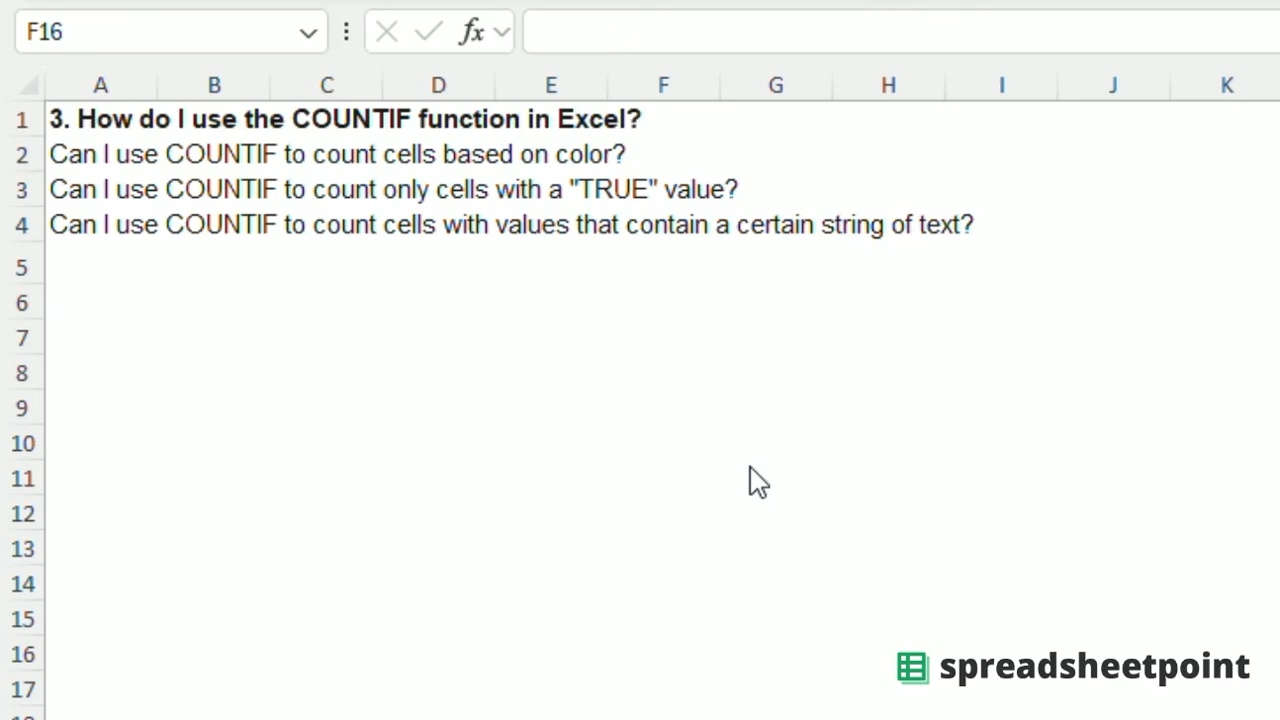 F16
fx
A B C D E F G H I J K
1 3. How do I use the COUNTIF function in Excel?
2 Can I use COUNTIF to count cells based on color?
3 Can I use COUNTIF to count only cells with a "TRUE" value?
4 Can I use COUNTIF to count cells with values that contain a certain string of text?
5
6
7
8
9
10
11
12
13
14
15
16
17
spreadsheetpoint